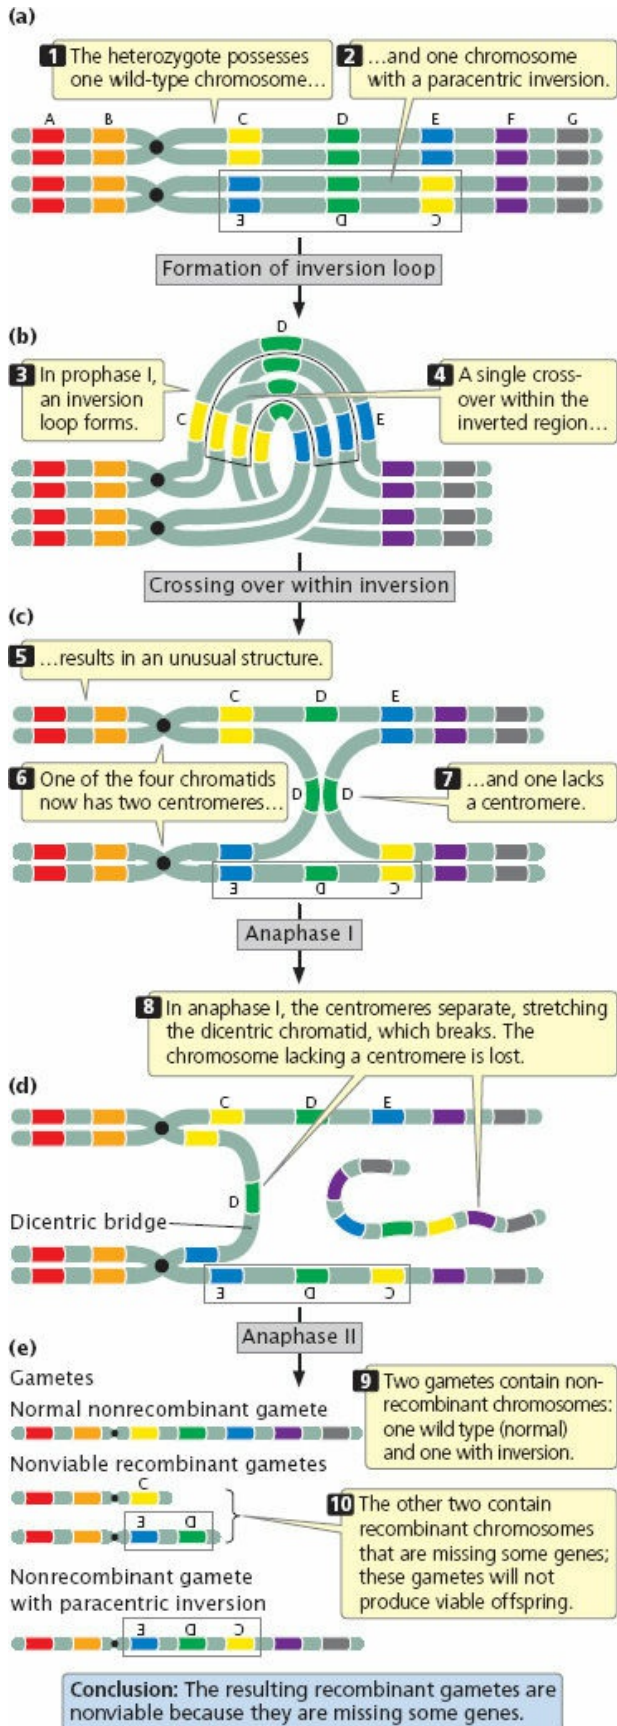 (a)
1 The heterozygote possesses
one wild-type chromosome…
2 …and one chromosome
with a paracentric inversion.
A B C D E F G
E D C
Formation of inversion loop
(b)
D
3 In prophase I,
an inversion
loop forms.
4 A single cross-
over within the
inverted region…
C E
Crossing over within inversion
(c)
5 …results in an unusual structure.
C D E
6 One of the four chromatids
now has two centromeres…
D D
7 …and one lacks
a centromere.
E D C
Anaphase I
8 In anaphase I, the centromeres separate, stretching
the dicentric chromatid, which breaks. The
chromosome lacking a centromere is lost.
(d)
C D E
D
Dicentric bridge
E D C
Anaphase II
(e)
Gametes
Normal nonrecombinant gamete
9 Two gametes contain non-
recombinant chromosomes:
one wild type (normal)
and one with inversion.
Nonviable recombinant gametes
C
E D
10 The other two contain
recombinant chromosomes
that are missing some genes;
these gametes will not
produce viable offspring.
Nonrecombinant gamete
with paracentric inversion
E D C
Conclusion: The resulting recombinant gametes are
nonviable because they are missing some genes.